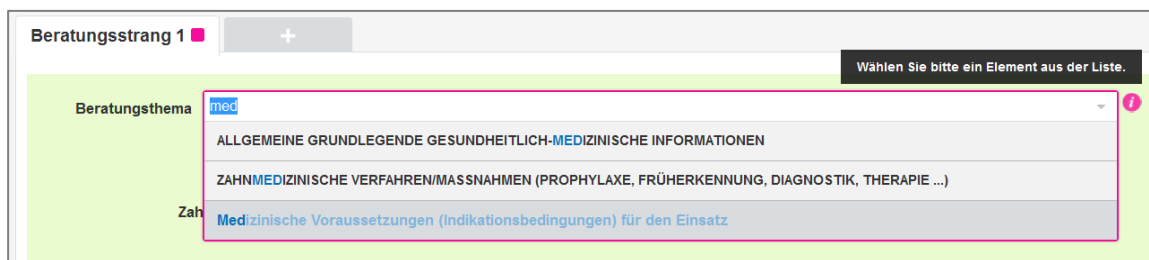 Beratungsstrang 1 +
Wählen Sie bitte ein Element aus der Liste.
Beratungsthema med i
ALLGEMEINE GRUNDLEGENDE GESUNDHEITLICH-MEDIZINISCHE INFORMATIONEN
ZAHNMEDIZINISCHE VERFAHREN/MASSNAHMEN (PROPHYLAXE, FRÜHERKENNUNG, DIAGNOSTIK, THERAPIE ...)
Zah Medizinische Voraussetzungen (Indikationsbedingungen) für den Einsatz